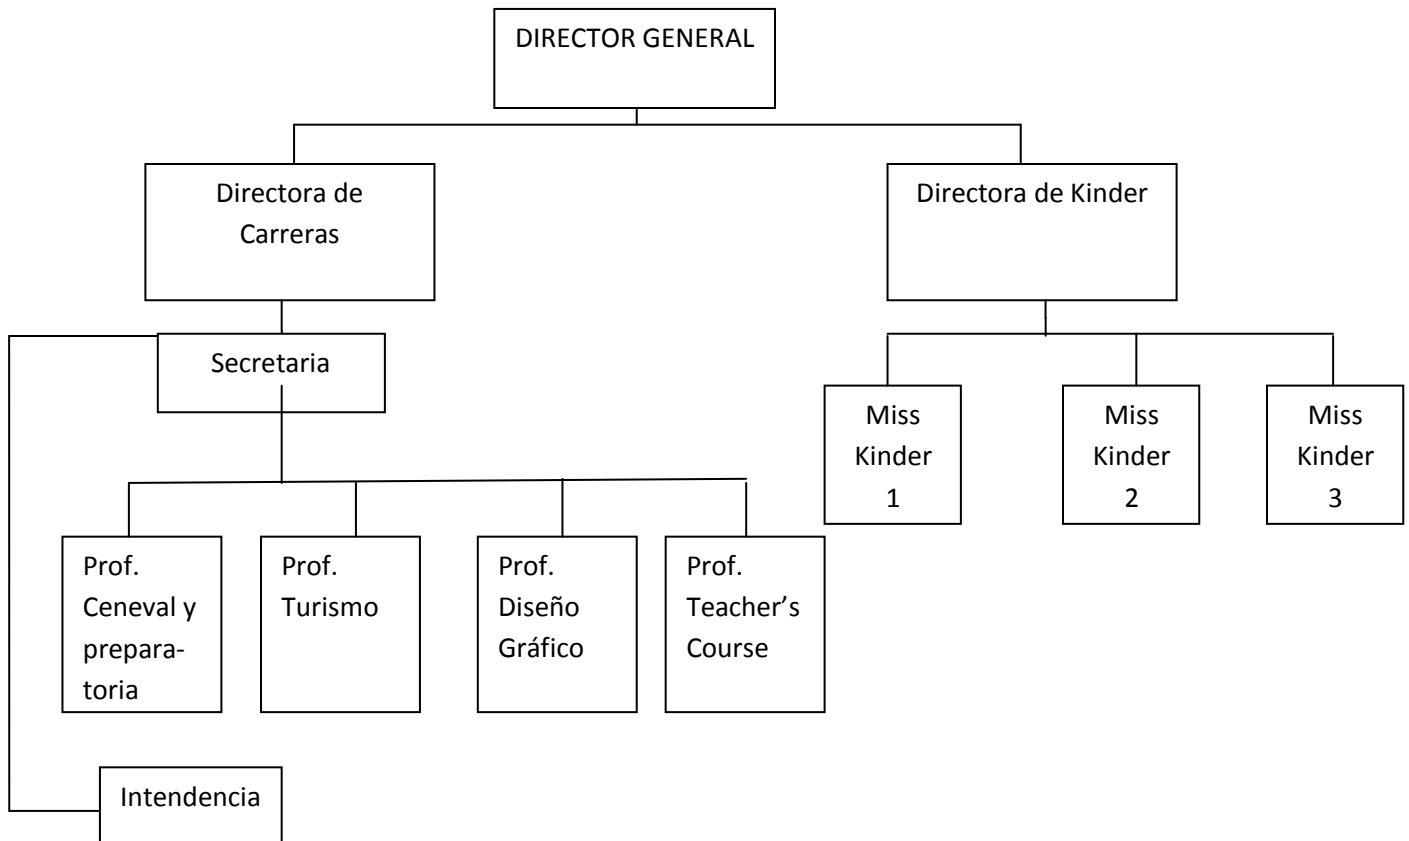 DIRECTOR GENERAL
Directora de
Carreras
Directora de Kinder
Secretaria
Miss
Kinder
1
Miss
Kinder
2
Miss
Kinder
3
Prof.
Ceneval y
prepara-
toria
Prof.
Turismo
Prof.
Diseño
Gráfico
Prof.
Teacher’s
Course
Intendencia